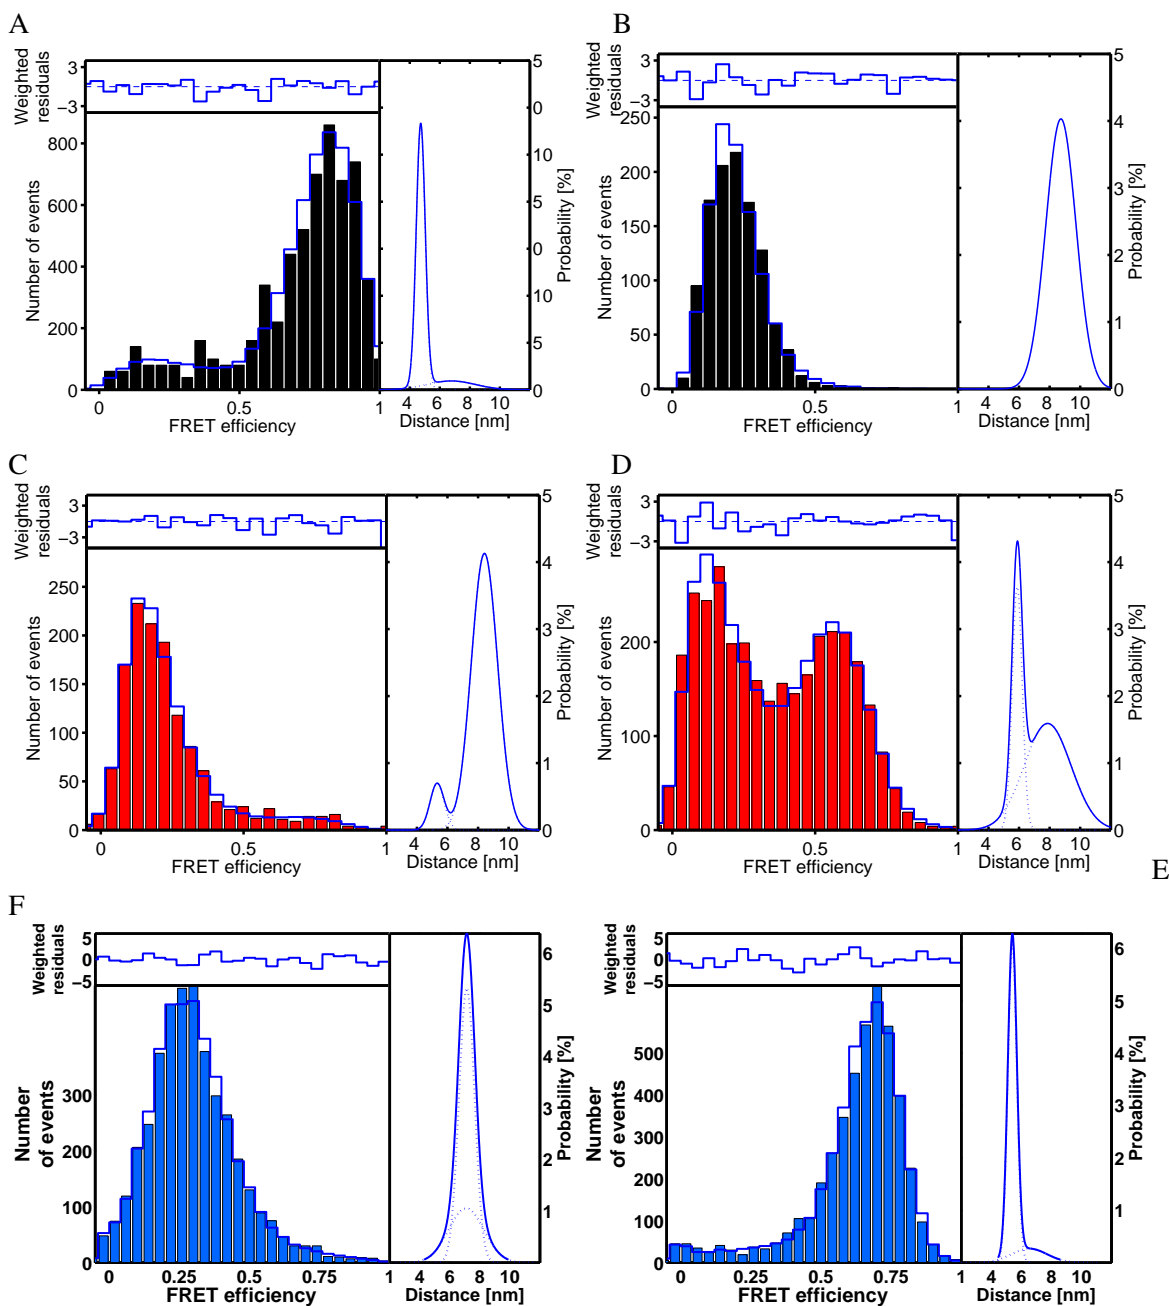 A
Weighted
residuals
3
−3
5
0
800
600
400
200
0
Number of events
10
5
0
10
5
0
Probability [%]
0
0.5
1
4
6
8
10
FRET efficiency
Distance [nm]
B
Weighted
residuals
3
−3
250
200
150
100
50
0
Number of events
5
4
3
2
1
0
Probability [%]
0
0.5
1
4
6
8
10
FRET efficiency
Distance [nm]
C
Weighted
residuals
3
−3
250
200
150
100
50
0
Number of events
5
4
3
2
1
0
Probability [%]
0
0.5
1
4
6
8
10
FRET efficiency
Distance [nm]
D
Weighted
residuals
3
−3
200
100
0
Number of events
5
4
3
2
1
0
Probability [%]
0
0.5
1
4
6
8
10
FRET efficiency
Distance [nm]
E
F
Weighted
residuals
5
0
−5
300
200
100
0
Number
of events
6
5
4
3
2
1
Probability [%]
0
0.25
0.5
0.75
1
4
6
8
10
FRET efficiency
Distance [nm]
Weighted
residuals
5
0
−5
500
400
300
200
100
0
Number
of events
6
5
4
3
2
1
Probability [%]
0
0.25
0.5
0.75
1
4
6
8
10
FRET efficiency
Distance [nm]